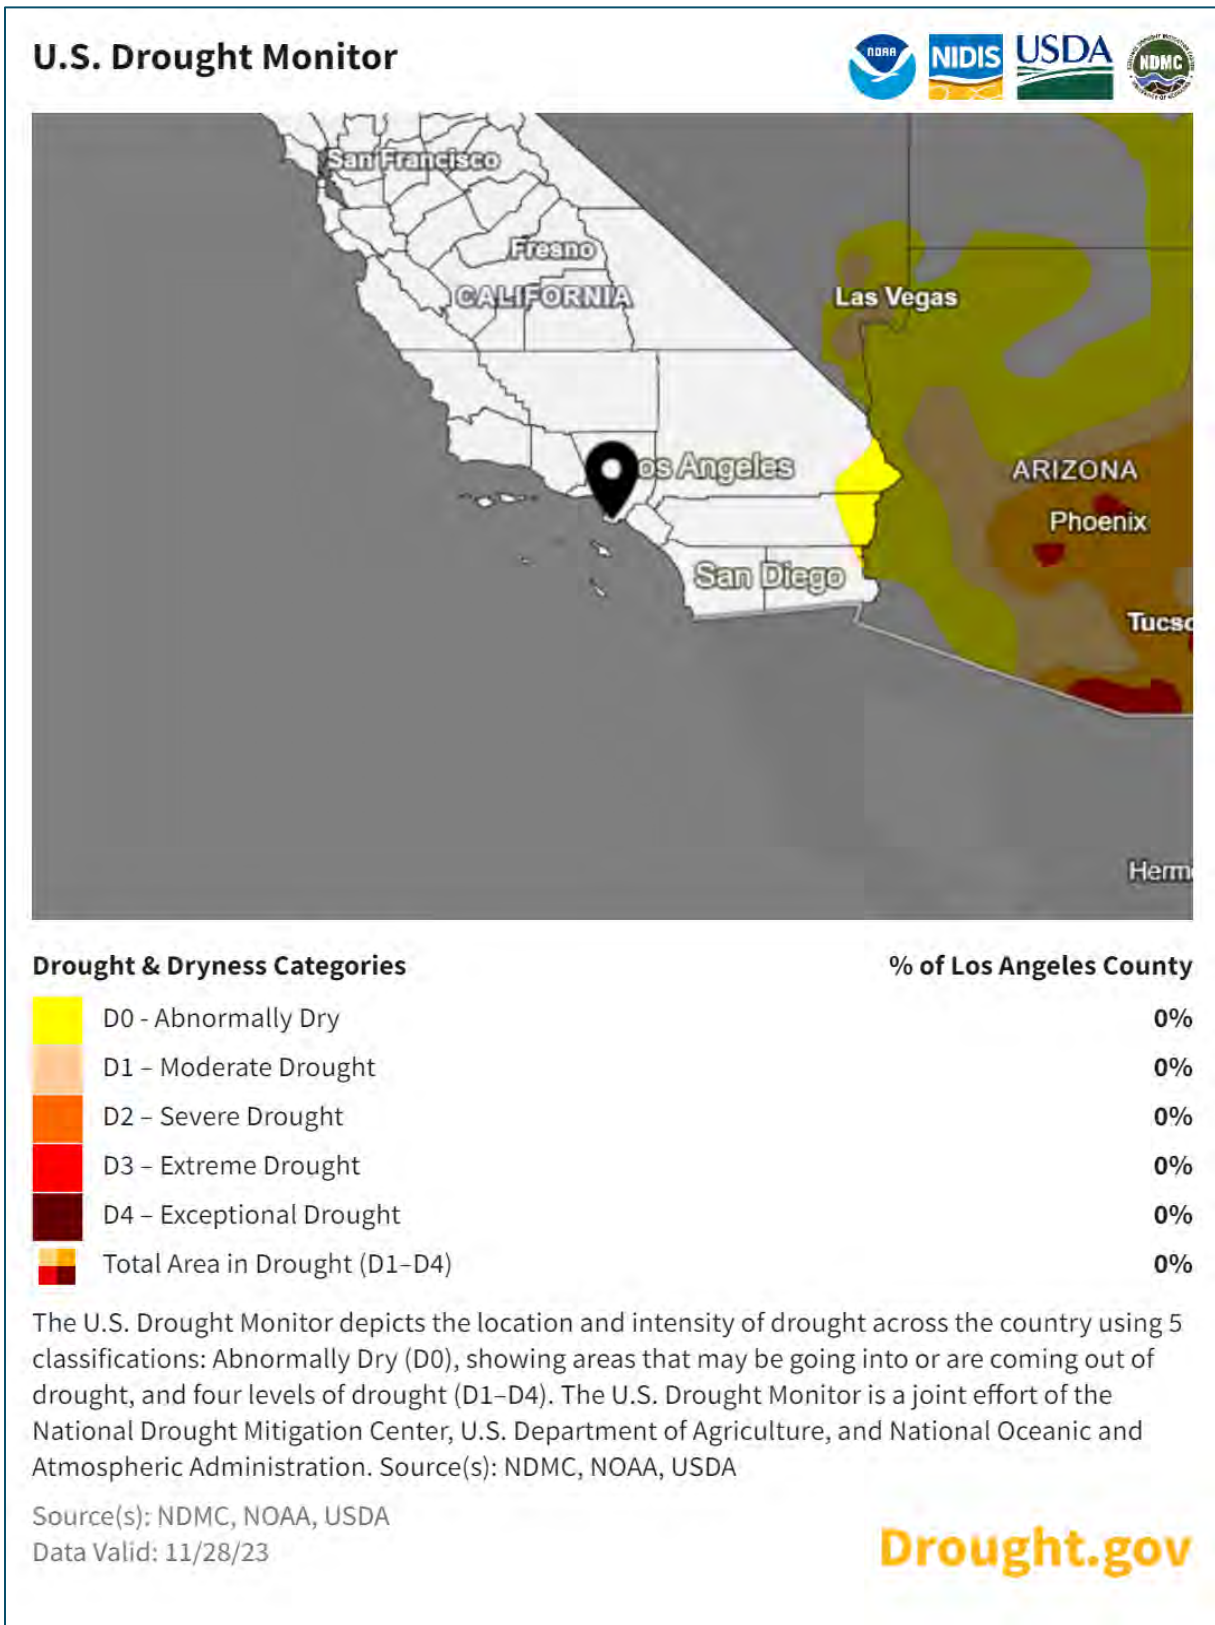 U.S. Drought Monitor
NOAA
NIDIS
USDA
NDMC
San Francisco
Fresno
CALIFORNIA
Las Vegas
os Angeles
ARIZONA
Phoenix
San Diego
Tucso
Hermo
Drought & Dryness Categories % of Los Angeles County
D0 - Abnormally Dry 0%
D1 – Moderate Drought 0%
D2 – Severe Drought 0%
D3 – Extreme Drought 0%
D4 – Exceptional Drought 0%
Total Area in Drought (D1–D4) 0%
The U.S. Drought Monitor depicts the location and intensity of drought across the country using 5
classifications: Abnormally Dry (D0), showing areas that may be going into or are coming out of
drought, and four levels of drought (D1–D4). The U.S. Drought Monitor is a joint effort of the
National Drought Mitigation Center, U.S. Department of Agriculture, and National Oceanic and
Atmospheric Administration. Source(s): NDMC, NOAA, USDA
Source(s): NDMC, NOAA, USDA
Data Valid: 11/28/23
Drought.gov